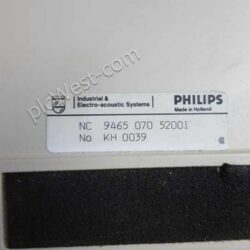 plcwest.com
Industrial &
Electro-acoustic Systems
PHILIPS
Made in Holland
NC 9465 070 52001
No KH 0039